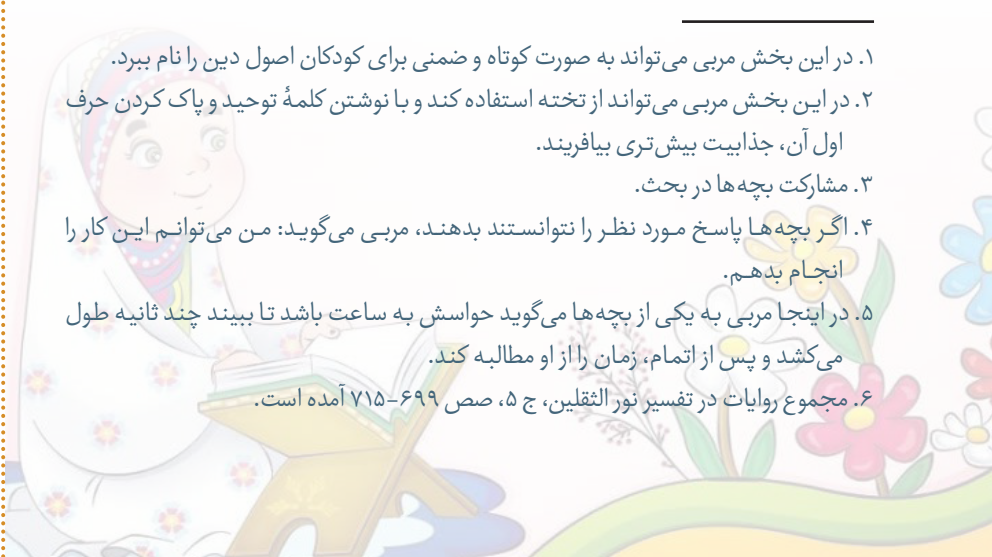 ۱. در این بخش مربی می‌تواند به صورت کوتاه و ضمنی برای کودکان اصول دین را نام ببرد.
۲. در این بخش مربی می‌تواند از تخته استفاده کند و با نوشتن کلمۀ توحید و پاک کردن حرف
اول آن، جذابیت بیش‌تری بیافریند.
۳. مشارکت بچه‌ها در بحث.
۴. اگر بچه‌ها پاسخ مورد نظر را نتوانستند بدهند، مربی می‌گوید: من می‌توانم این کار را
انجام بدهم.
۵. در اینجا مربی به یکی از بچه‌ها می‌گوید حواسش به ساعت باشد تا ببیند چند ثانیه طول
می‌کشد و پس از اتمام، زمان را از او مطالبه کند.
۶. مجموع روایات در تفسیر نور الثقلین، ج ۵، صص ۶۹۹-۷۱۵ آمده است.